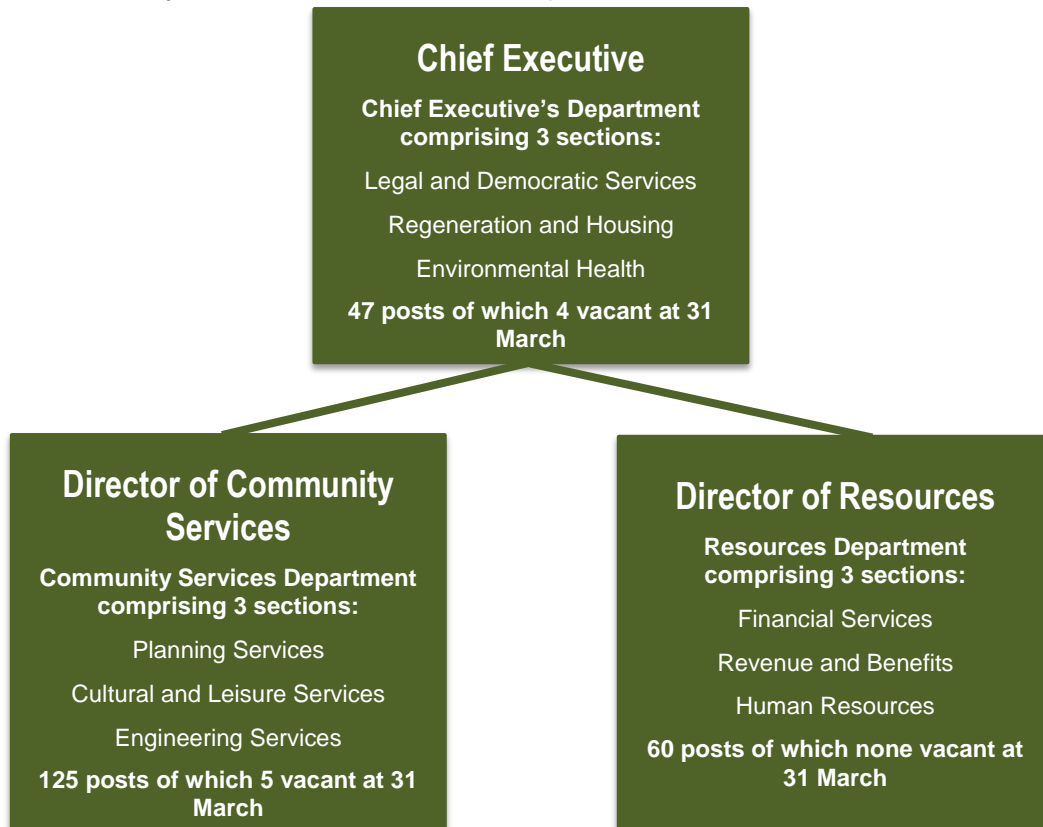 Chief Executive
Chief Executive’s Department
comprising 3 sections:
Legal and Democratic Services
Regeneration and Housing
Environmental Health
47 posts of which 4 vacant at 31
March
Director of Community
Services
Community Services Department
comprising 3 sections:
Planning Services
Cultural and Leisure Services
Engineering Services
125 posts of which 5 vacant at 31
March
Director of Resources
Resources Department
comprising 3 sections:
Financial Services
Revenue and Benefits
Human Resources
60 posts of which none vacant at
31 March